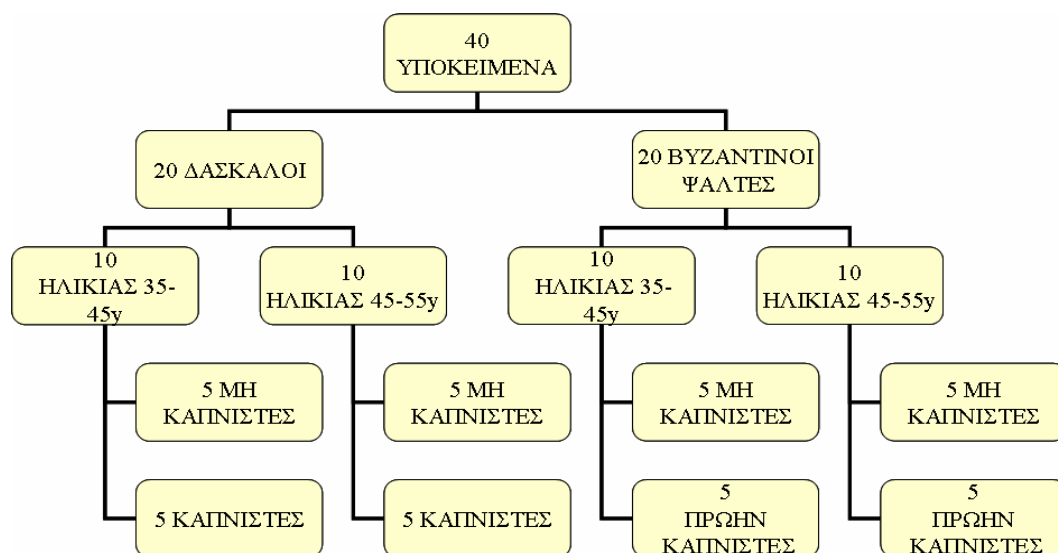 40
ΥΠΟΚΕΙΜΕΝΑ
20 ΔΑΣΚΑΛΟΙ
20 ΒΥΖΑΝΤΙΝΟΙ
ΨΑΛΤΕΣ
10
ΗΛΙΚΙΑΣ 35-
45y
10
ΗΛΙΚΙΑΣ 45-55y
10
ΗΛΙΚΙΑΣ 35-
45y
10
ΗΛΙΚΙΑΣ 45-55y
5 ΜΗ
ΚΑΠΝΙΣΤΕΣ
5 ΜΗ
ΚΑΠΝΙΣΤΕΣ
5 ΜΗ
ΚΑΠΝΙΣΤΕΣ
5 ΜΗ
ΚΑΠΝΙΣΤΕΣ
5 ΚΑΠΝΙΣΤΕΣ
5 ΚΑΠΝΙΣΤΕΣ
5
ΠΡΩΗΝ
ΚΑΠΝΙΣΤΕΣ
5
ΠΡΩΗΝ
ΚΑΠΝΙΣΤΕΣ